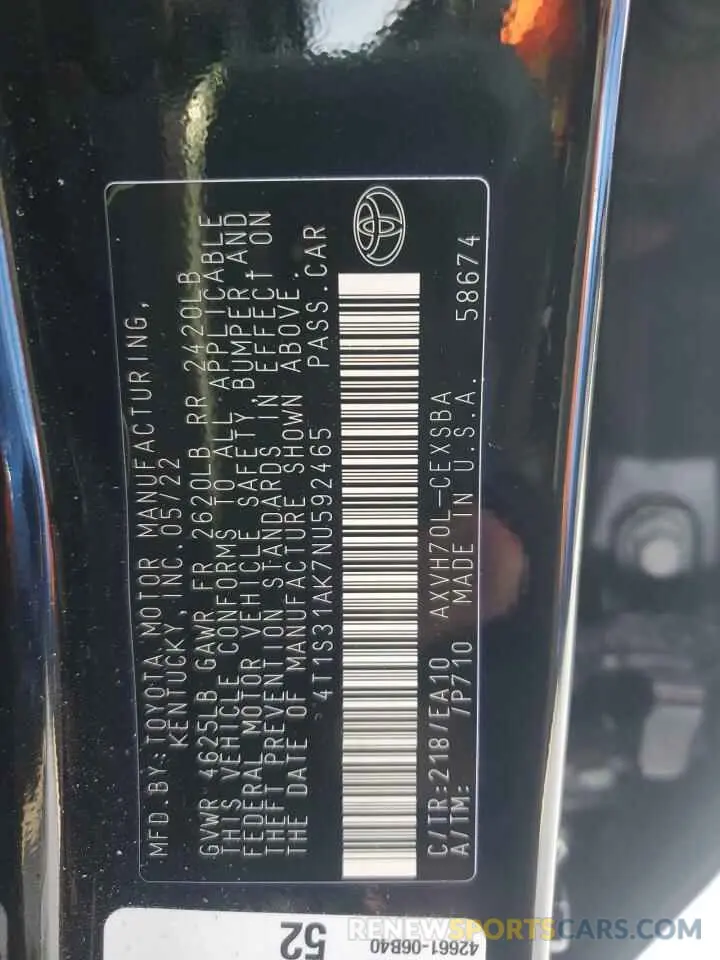 MFD.BY: TOYOTA MOTOR MANUFACTURING,
KENTUCKY, INC.05/22
GVWR 4625LB GAWR FR 2620LB RR 2420LB
THIS VEHICLE CONFORMS TO ALL APPLICABLE
FEDERAL MOTOR VEHICLE SAFETY, BUMPER, AND
THEFT PREVENTION STANDARDS IN EFFECT ON
THE DATE OF MANUFACTURE SHOWN ABOVE.
4T1S31AK7NU592465 PASS.CAR
C/TR:218/EA10 AXVH70L-CEXSBA
A/TM: /P710 MADE IN U.S.A. 58674
42661-06B40
52
RENEWSPORTSCARS.COM